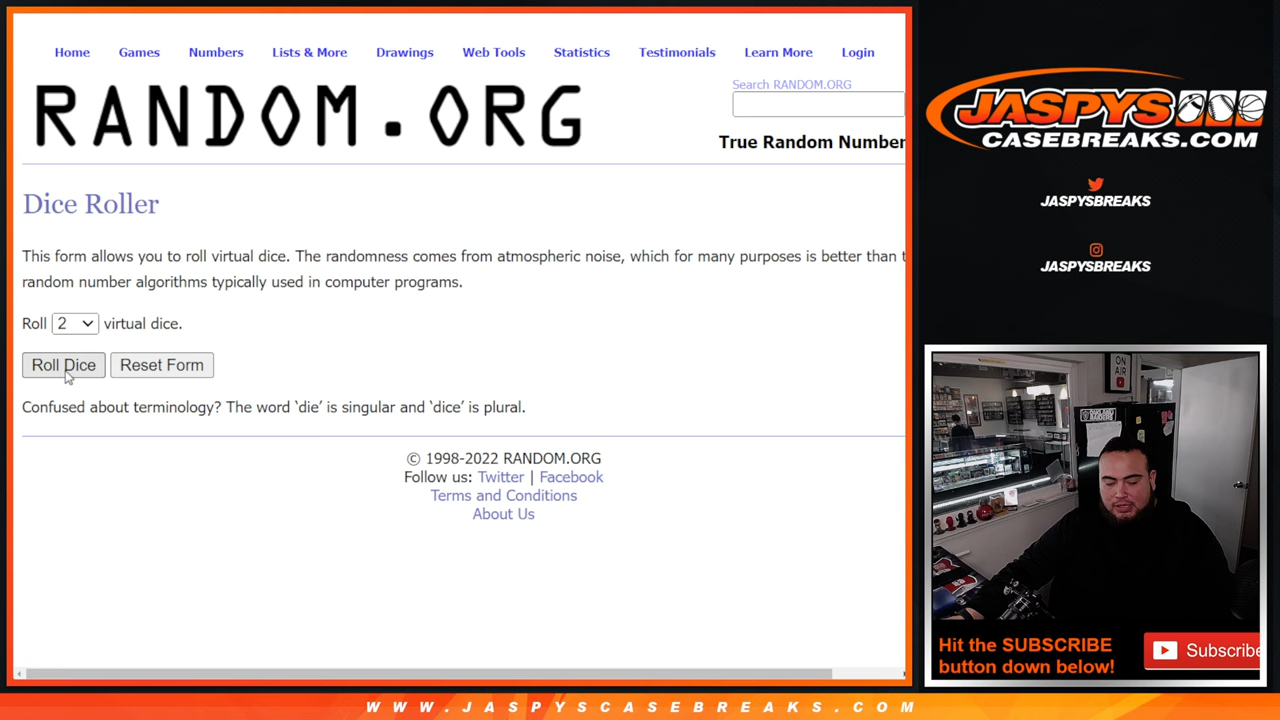 Home Games Numbers Lists & More Drawings Web Tools Statistics Testimonials Learn More Login
RANDOM.ORG
Search RANDOM.ORG
True Random Number
Dice Roller
This form allows you to roll virtual dice. The randomness comes from atmospheric noise, which for many purposes is better than t
random number algorithms typically used in computer programs.
Roll 2 virtual dice.
Roll Dice Reset Form
Confused about terminology? The word ‘die’ is singular and ‘dice’ is plural.
© 1998-2022 RANDOM.ORG
Follow us: Twitter | Facebook
Terms and Conditions
About Us
JASPYS
CASEBREAKS.COM
JASPYSBREAKS
JASPYSBREAKS
ON
AIR
Hit the SUBSCRIBE
button down below!
Subscribe
WWW.JASPYSCASEBREAKS.COM